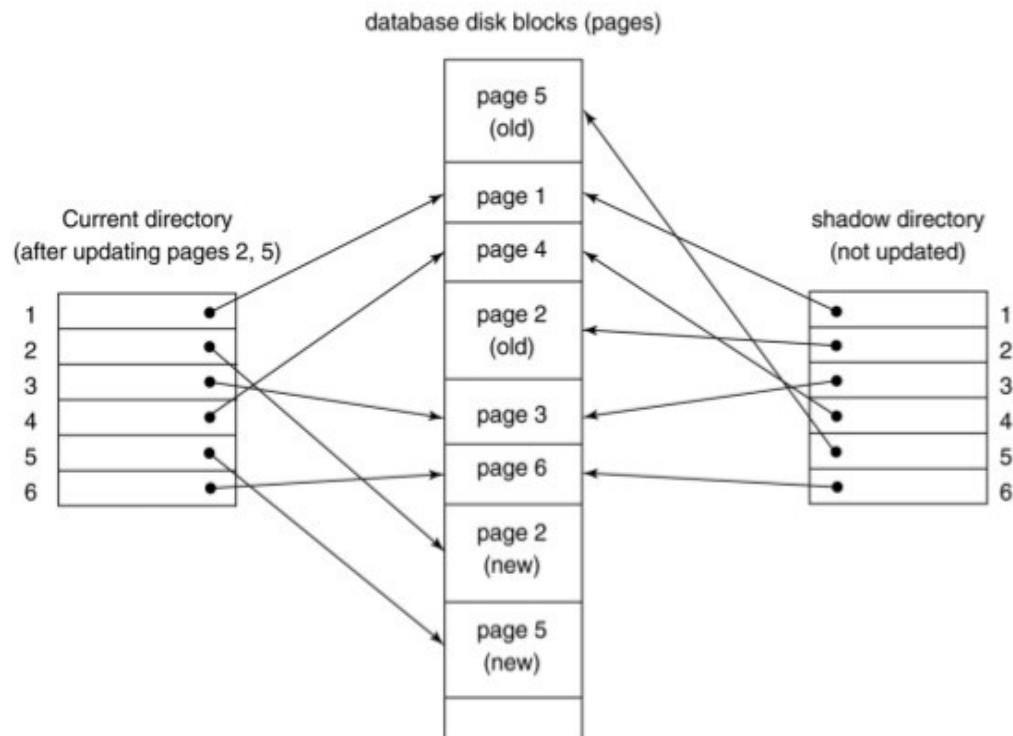 database disk blocks (pages)
Current directory
(after updating pages 2, 5)
1
2
3
4
5
6
page 5
(old)
page 1
page 4
page 2
(old)
page 3
page 6
page 2
(new)
page 5
(new)
shadow directory
(not updated)
1
2
3
4
5
6